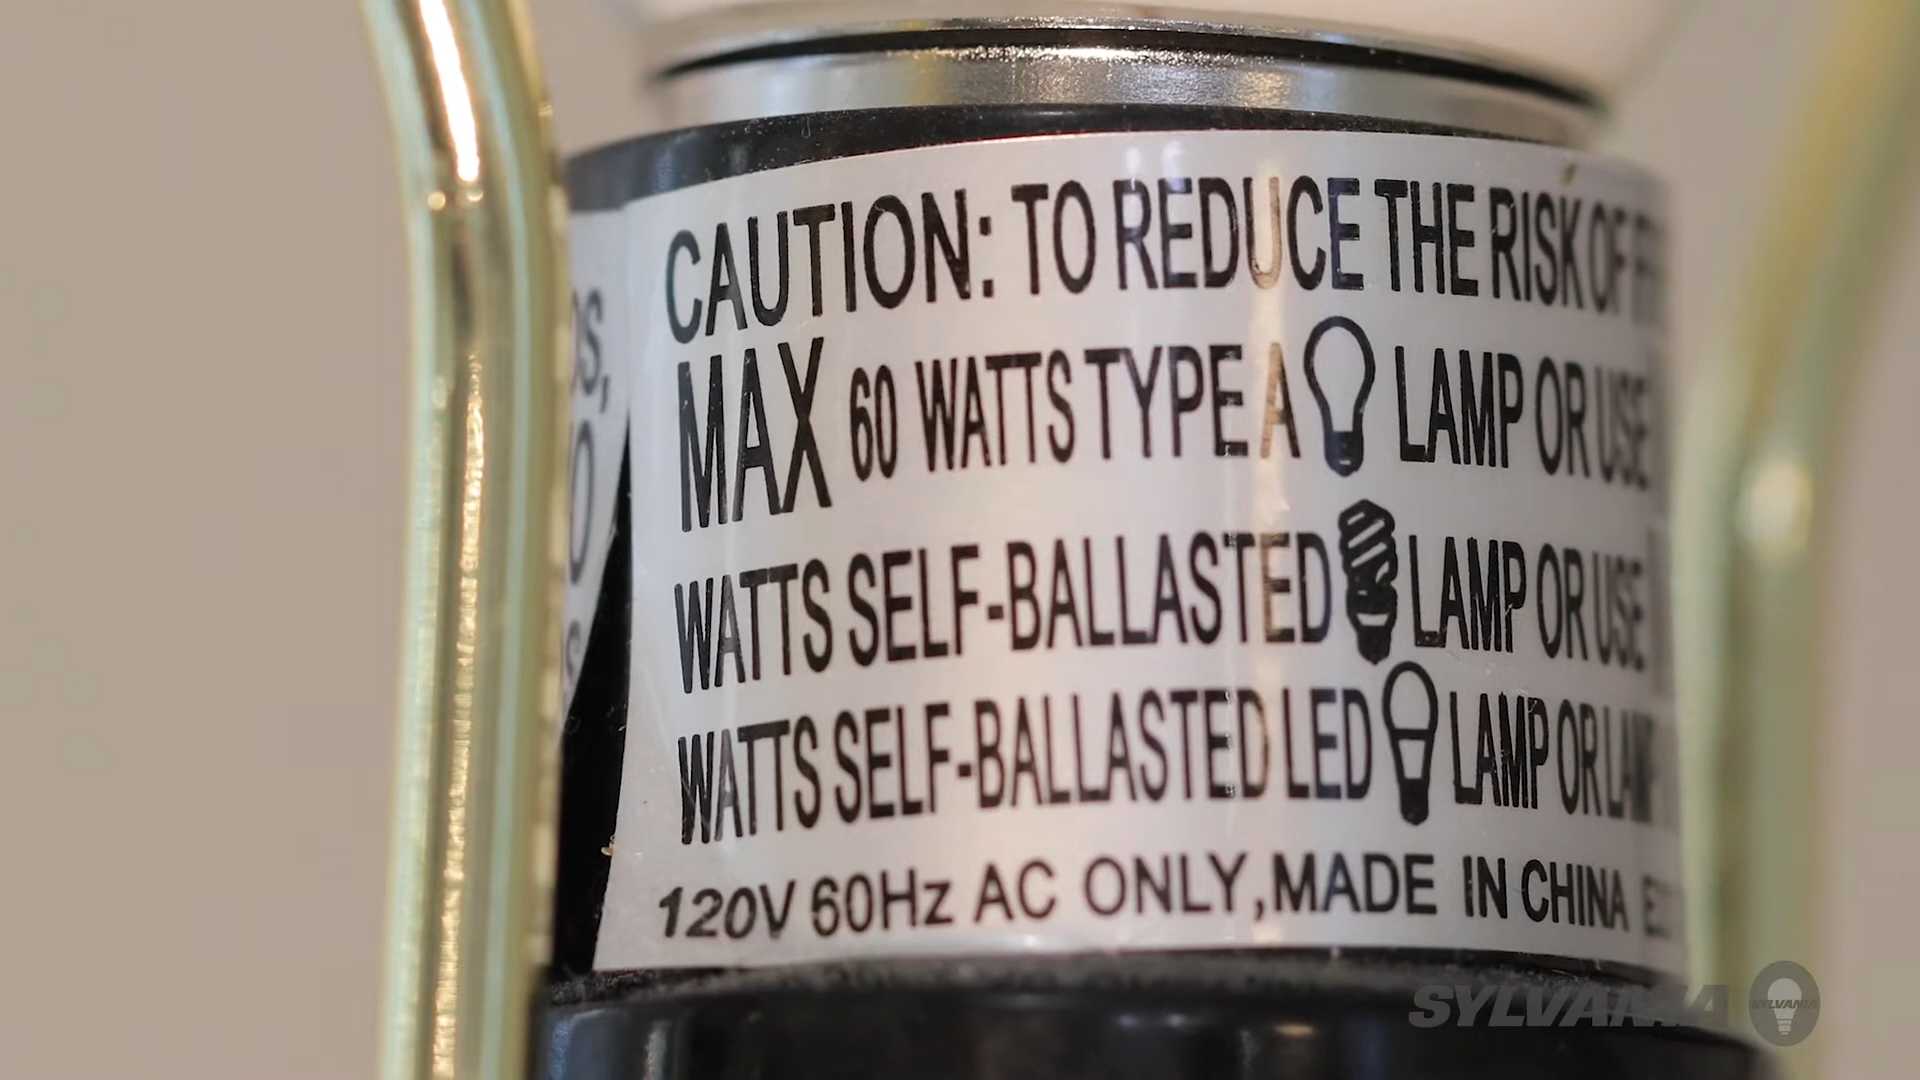 CAUTION: TO REDUCE THE RISK OF
MAX 60 WATTS TYPE A LAMP OR USE
WATTS SELF-BALLASTED LAMP OR USE
WATTS SELF-BALLASTED LED LAMP OR
120V 60Hz AC ONLY, MADE IN CHINA
SYLVANIA
SYLVANIA